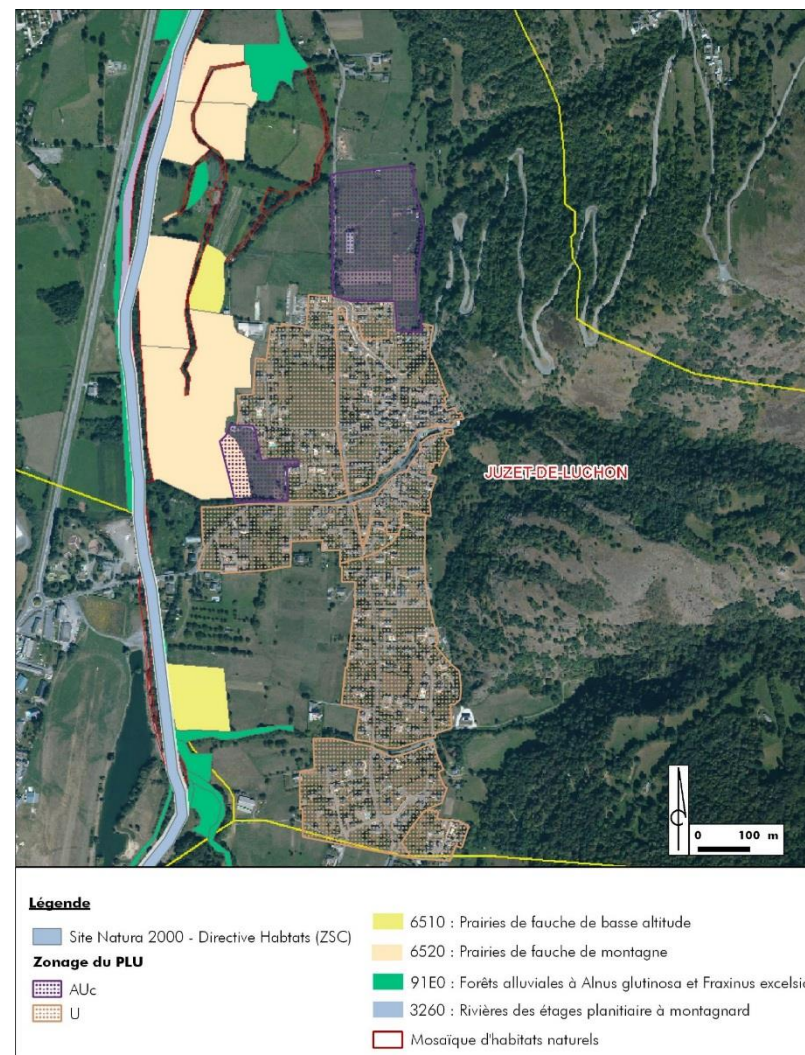 JUZET-DE-LUCHON
0 100 m
Légende
Site Natura 2000 - Directive Habtats (ZSC)
Zonage du PLU
AUc
U
6510 : Prairies de fauche de basse altitude
6520 : Prairies de fauche de montagne
91E0 : Forêts alluviales à Alnus glutinosa et Fraxinus excelsi
3260 : Rivières des étages planitiaire à montagnard
Mosaïque d'habitats naturels